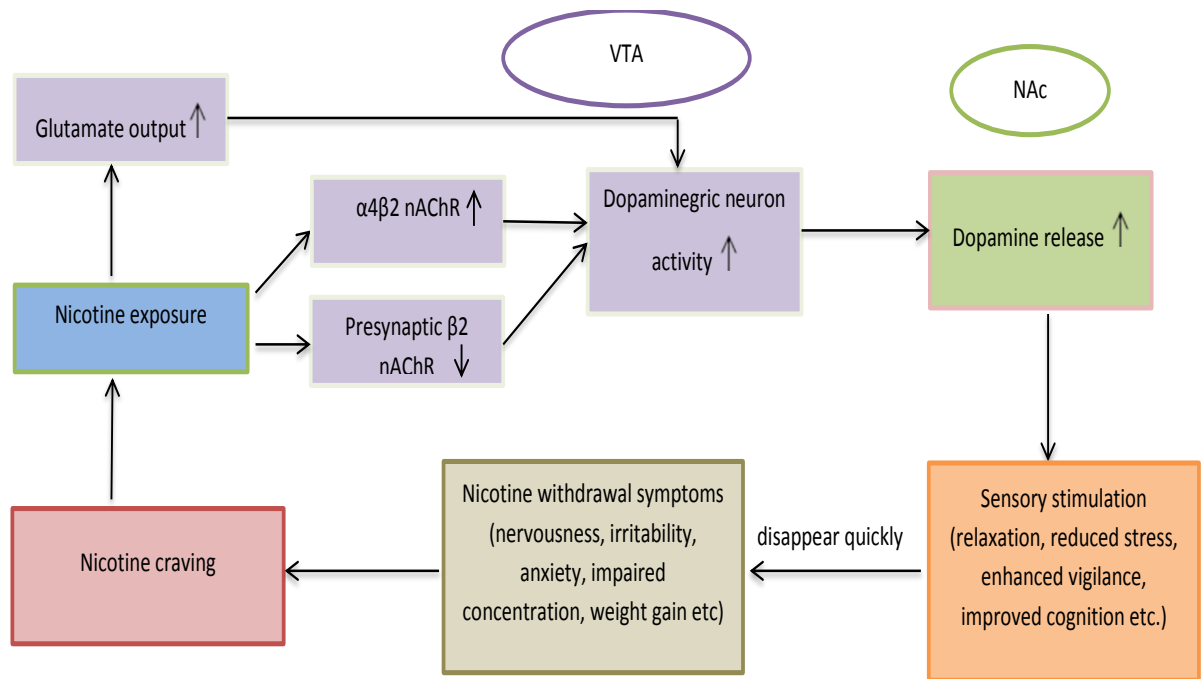 VTA
NAc
Glutamate output ↑
α4β2 nAChR ↑
Dopaminegric neuron
activity ↑
Dopamine release ↑
Nicotine exposure
Presynaptic β2
nAChR ↓
Nicotine withdrawal symptoms
(nervousness, irritability,
anxiety, impaired
concentration, weight gain etc)
disappear quickly
Sensory stimulation
(relaxation, reduced stress,
enhanced vigilance,
improved cognition etc.)
Nicotine craving